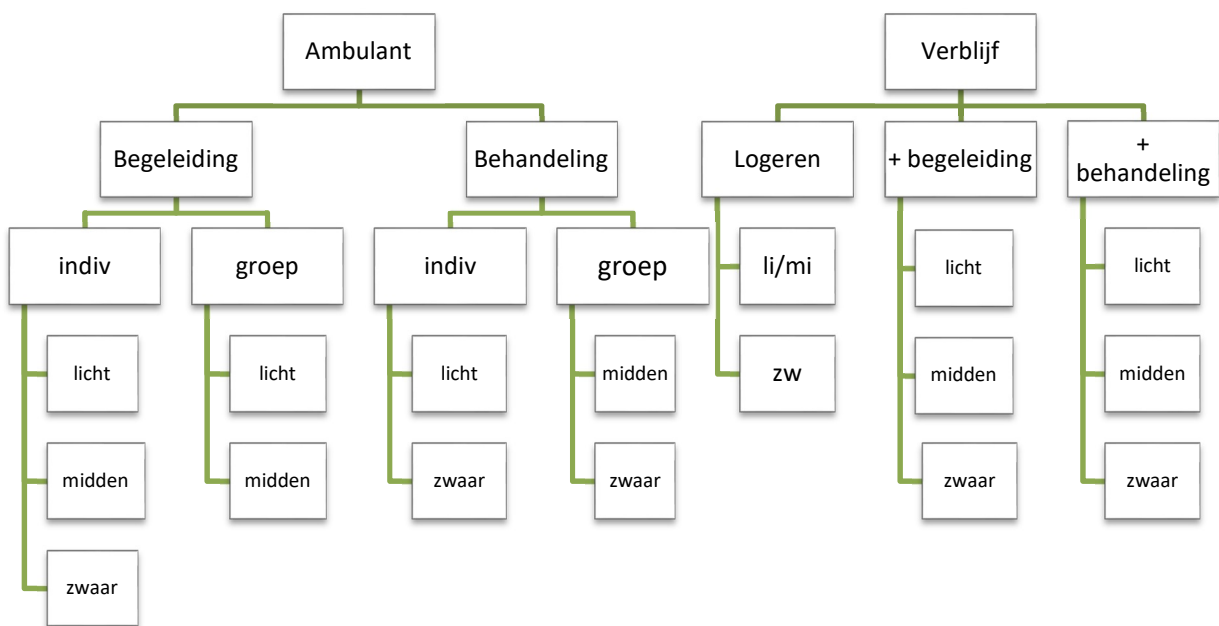 Ambulant
Verblijf
Begeleiding
Behandeling
Logeren
+ begeleiding
+
behandeling
indiv
groep
indiv
groep
li/mi
licht
licht
licht
licht
licht
midden
zw
midden
midden
midden
midden
zwaar
zwaar
zwaar
zwaar
zwaar